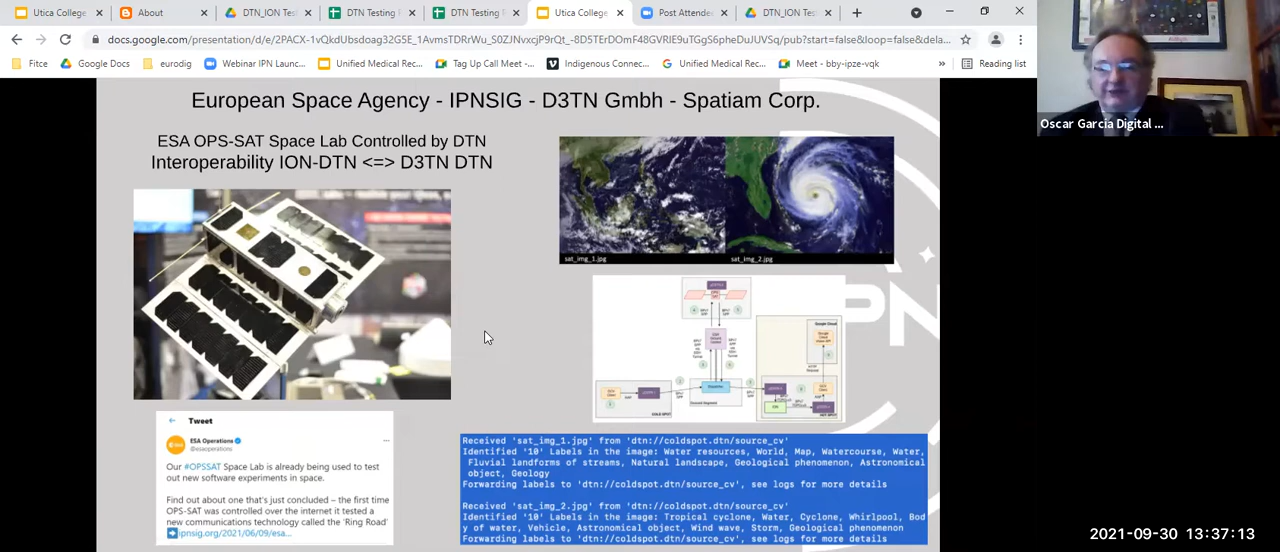 Utica College
About
DTN_ION Tes
DTN Testing P
DTN Testing F
Utica College
Post Attended
DTN_ION Tes
docs.google.com/presentation/d/e/2PACX-1vQkdUbsdoag32G5E_1AvmsTDRxWu_S0ZJNvxcjP9rQt_-8D5TErDOmF48GVRIE9uTGgS6pheDuJUVSq/pub?start=false&loop=false&dela...
Fitce
Google Docs
eurodig
Webinar IPN Launc...
Unified Medical Rec...
Tag Up Call Meet -...
Indigenous Connec...
Unified Medical Rec...
Meet - bby-ipze-vqk
»
Reading list
Oscar Garcia Digital ...
European Space Agency - IPNSIG - D3TN Gmbh - Spatiam Corp.
ESA OPS-SAT Space Lab Controlled by DTN
Interoperability ION-DTN <=> D3TN DTN
sat_img_1.jpg
sat_img_2.jpg
Google Cloud
COLD SPOT
HOT SPOT
Tweet
ESA Operations
@esaoperations
Our #OPSSAT Space Lab is already being used to test
out new software experiments in space.
Find out about one that's just concluded – the first time
OPS-SAT was controlled over the internet it tested a
new communications technology called the 'Ring Road'
ipnsig.org/2021/06/09/esa...
Received 'sat_img_1.jpg' from 'dtn://coldspot.dtn/source_cv'
Identified '10' Labels in the image: Water resources, World, Map, Watercourse, Water,
Fluvial landforms of streams, Natural landscape, Geological phenomenon, Astronomical
object, Geology
Forwarding labels to 'dtn://coldspot.dtn/source_cv', see logs for more details
Received 'sat_img_2.jpg' from 'dtn://coldspot.dtn/source_cv'
Identified '10' Labels in the image: Tropical cyclone, Water, Cyclone, Whirlpool, Bod
y of water, Vehicle, Astronomical object, Wind wave, Storm, Geological phenomenon
Forwarding labels to 'dtn://coldspot.dtn/source_cv', see logs for more details
PN
2021-09-30 13:37:13